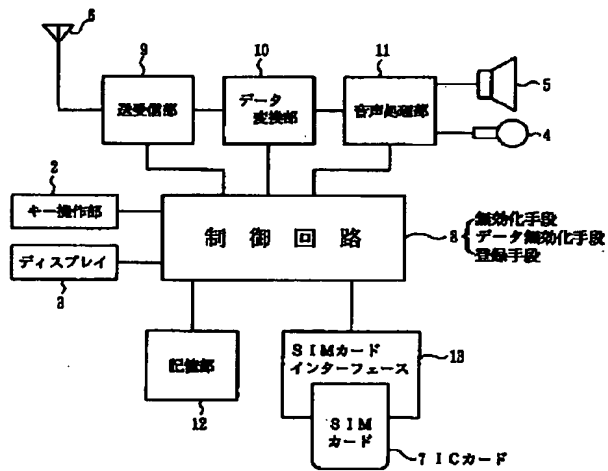 6
9
10
11
5
送受信部
データ
変換部
音声処理部
4
2
キー操作部
制御回路
8
無効化手段
データ無効化手段
登録手段
ディスプレイ
3
記憶部
12
SIMカード
インターフェース
13
SIM
カード
7 ICカード